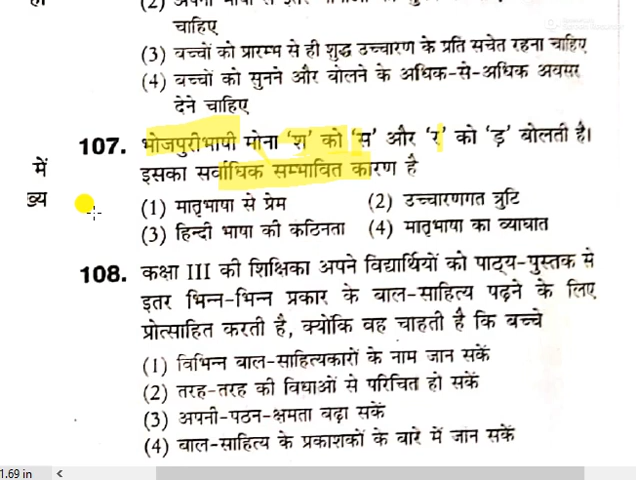 चाहिए
(3) बच्चों को प्रारम्भ से ही शुद्ध उच्चारण के प्रति सचेत रहना चाहिए
(4) बच्चों को सुनने और बोलने के अधिक-से-अधिक अवसर
देने चाहिए
107. भोजपुरीभाषी मोना 'श' को 'स' और 'र' को 'ड़' बोलती है।
इसका सर्वाधिक सम्भावित कारण है
में
(1) मातृभाषा से प्रेम (2) उच्चारणगत त्रुटि
(3) हिन्दी भाषा की कठिनता (4) मातृभाषा का व्याघात
108. कक्षा III की शिक्षिका अपने विद्यार्थियों को पाठ्य-पुस्तक से
इतर भिन्न-भिन्न प्रकार के बाल-साहित्य पढ़ने के लिए
प्रोत्साहित करती है, क्योंकि वह चाहती है कि बच्चे
(1) विभिन्न बाल-साहित्यकारों के नाम जान सकें
(2) तरह-तरह की विधाओं से परिचित हो सकें
(3) अपनी-पठन-क्षमता बढ़ा सकें
(4) बाल-साहित्य के प्रकाशकों के बारे में जान सकें
1.69 in